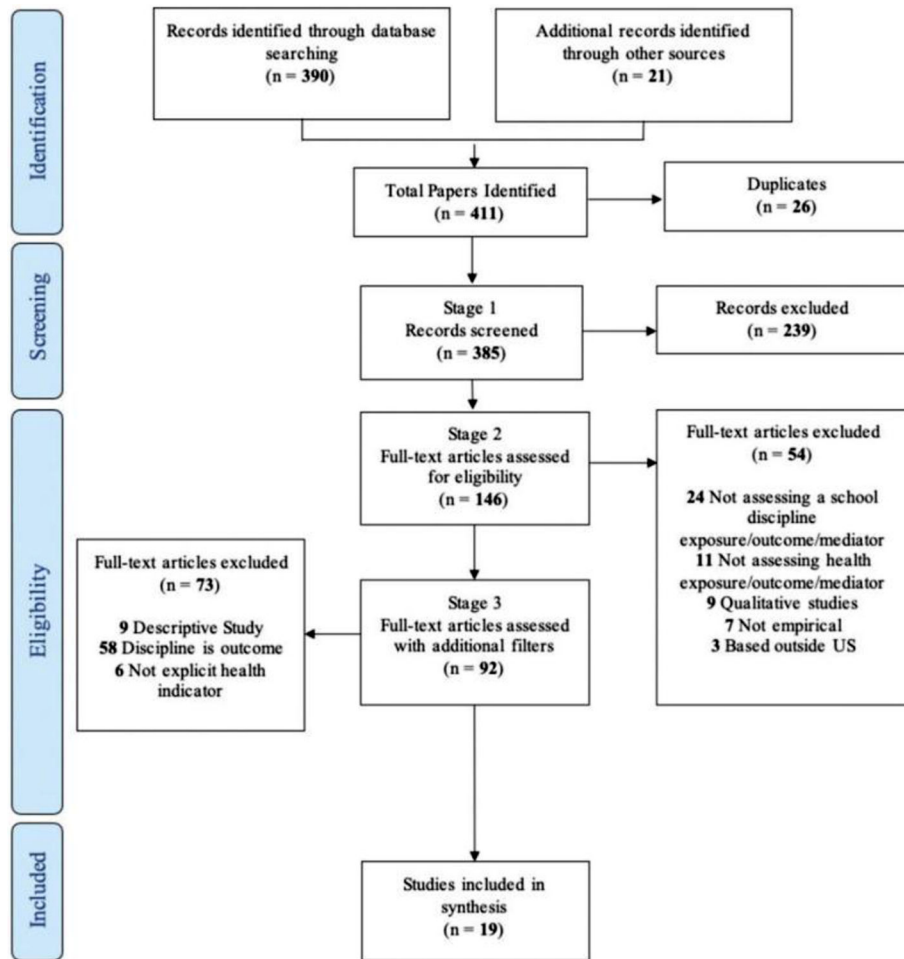 Identification
Records identified through database
searching
(n = 390)
Additional records identified
through other sources
(n = 21)
Total Papers Identified
(n = 411)
Duplicates
(n = 26)
Screening
Stage 1
Records screened
(n = 385)
Records excluded
(n = 239)
Eligibility
Stage 2
Full-text articles assessed
for eligibility
(n = 146)
Full-text articles excluded
(n = 54)
24 Not assessing a school
discipline
exposure/outcome/mediator
11 Not assessing health
exposure/outcome/mediator
9 Qualitative studies
7 Not empirical
3 Based outside US
Full-text articles excluded
(n = 73)
9 Descriptive Study
58 Discipline is outcome
6 Not explicit health
indicator
Stage 3
Full-text articles assessed
with additional filters
(n = 92)
Included
Studies included in
synthesis
(n = 19)